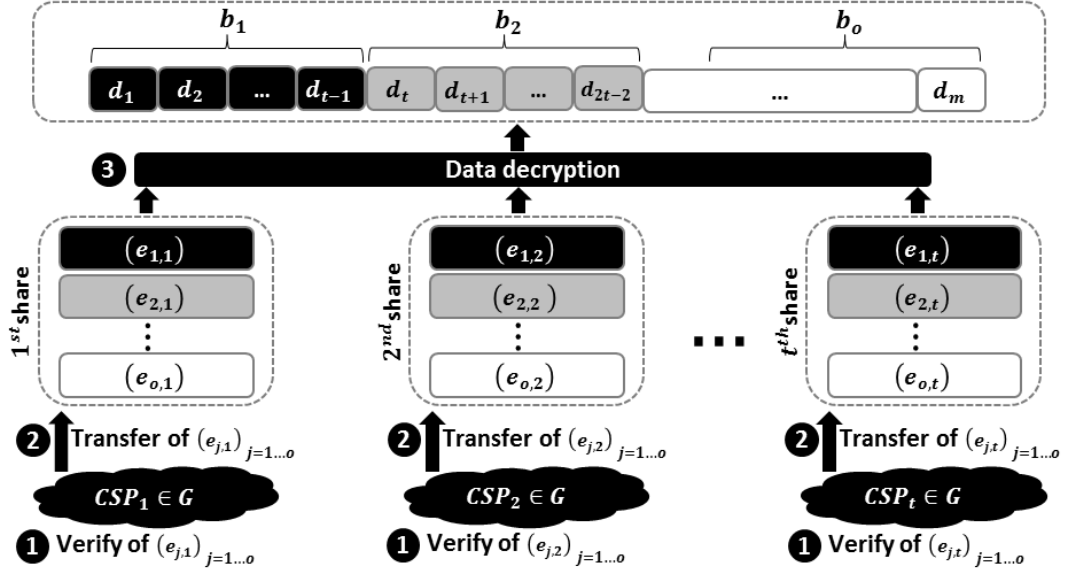 b₁ b₂ bₒ
d₁ d₂ ... dₜ₋₁ dₜ dₜ₊₁ ... d₂ₜ₋₂ ... dₘ
3 Data decryption
1ˢᵗ share
(e₁,₁)
(e₂,₁)
⋮
(eₒ,₁)
2ⁿᵈ share
(e₁,₂)
(e₂,₂)
⋮
(eₒ,₂)
...
tᵗʰ share
(e₁,ₜ)
(e₂,ₜ)
⋮
(eₒ,ₜ)
2 Transfer of (eⱼ,₁) j=1…o
2 Transfer of (eⱼ,₂) j=1…o
2 Transfer of (eⱼ,ₜ) j=1…o
CSP₁ ∈ G
CSP₂ ∈ G
CSPₜ ∈ G
1 Verify of (eⱼ,₁) j=1…o
1 Verify of (eⱼ,₂) j=1…o
1 Verify of (eⱼ,ₜ) j=1…o